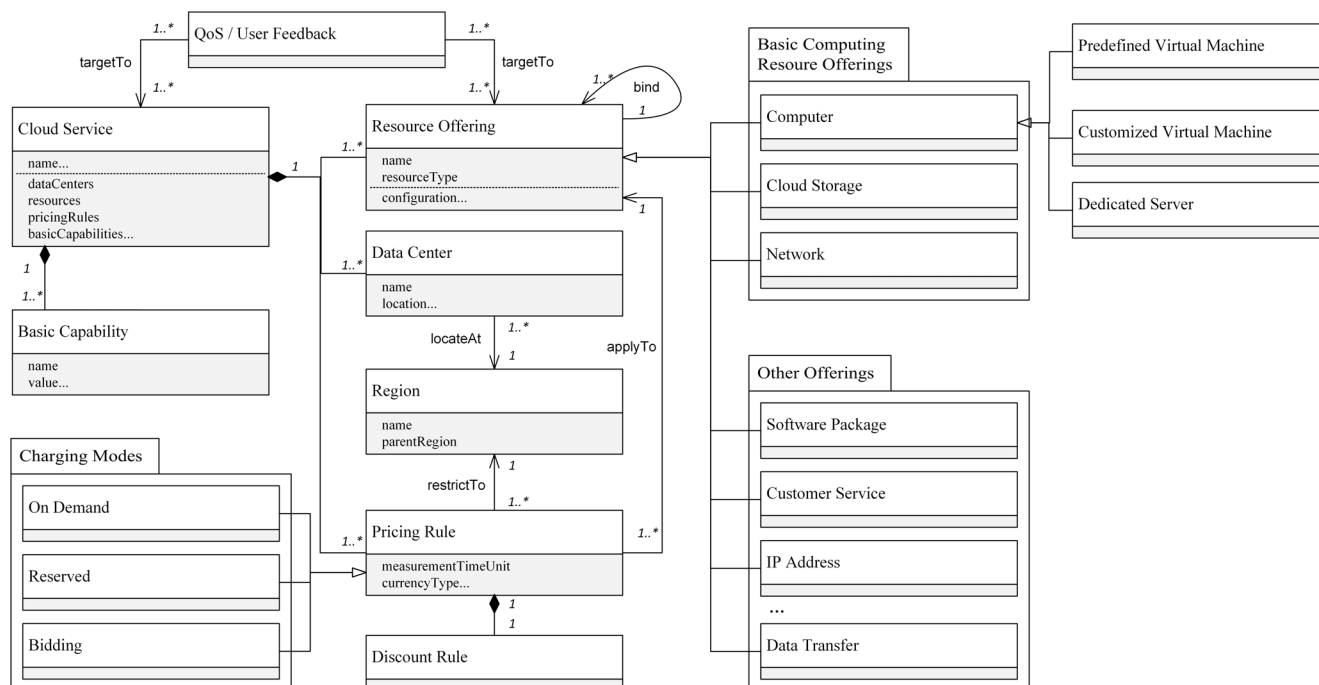 QoS / User Feedback
1..*
1..*
targetTo
targetTo
1..*
1..*
Cloud Service
name...
dataCenters
resources
pricingRules
basicCapabilities...
1
1
1..*
Basic Capability
name
value...
1..*
bind
1
Resource Offering
name
resourceType
configuration...
1..*
1
Data Center
name
location...
1..*
locateAt
1..*
1
applyTo
Region
name
parentRegion
1
restrictTo
1..*
Pricing Rule
measurementTimeUnit
currencyType...
1..*
1..*
1
1
Discount Rule
Charging Modes
On Demand
Reserved
Bidding
Basic Computing
Resoure Offerings
Computer
Cloud Storage
Network
Predefined Virtual Machine
Customized Virtual Machine
Dedicated Server
Other Offerings
Software Package
Customer Service
IP Address
...
Data Transfer